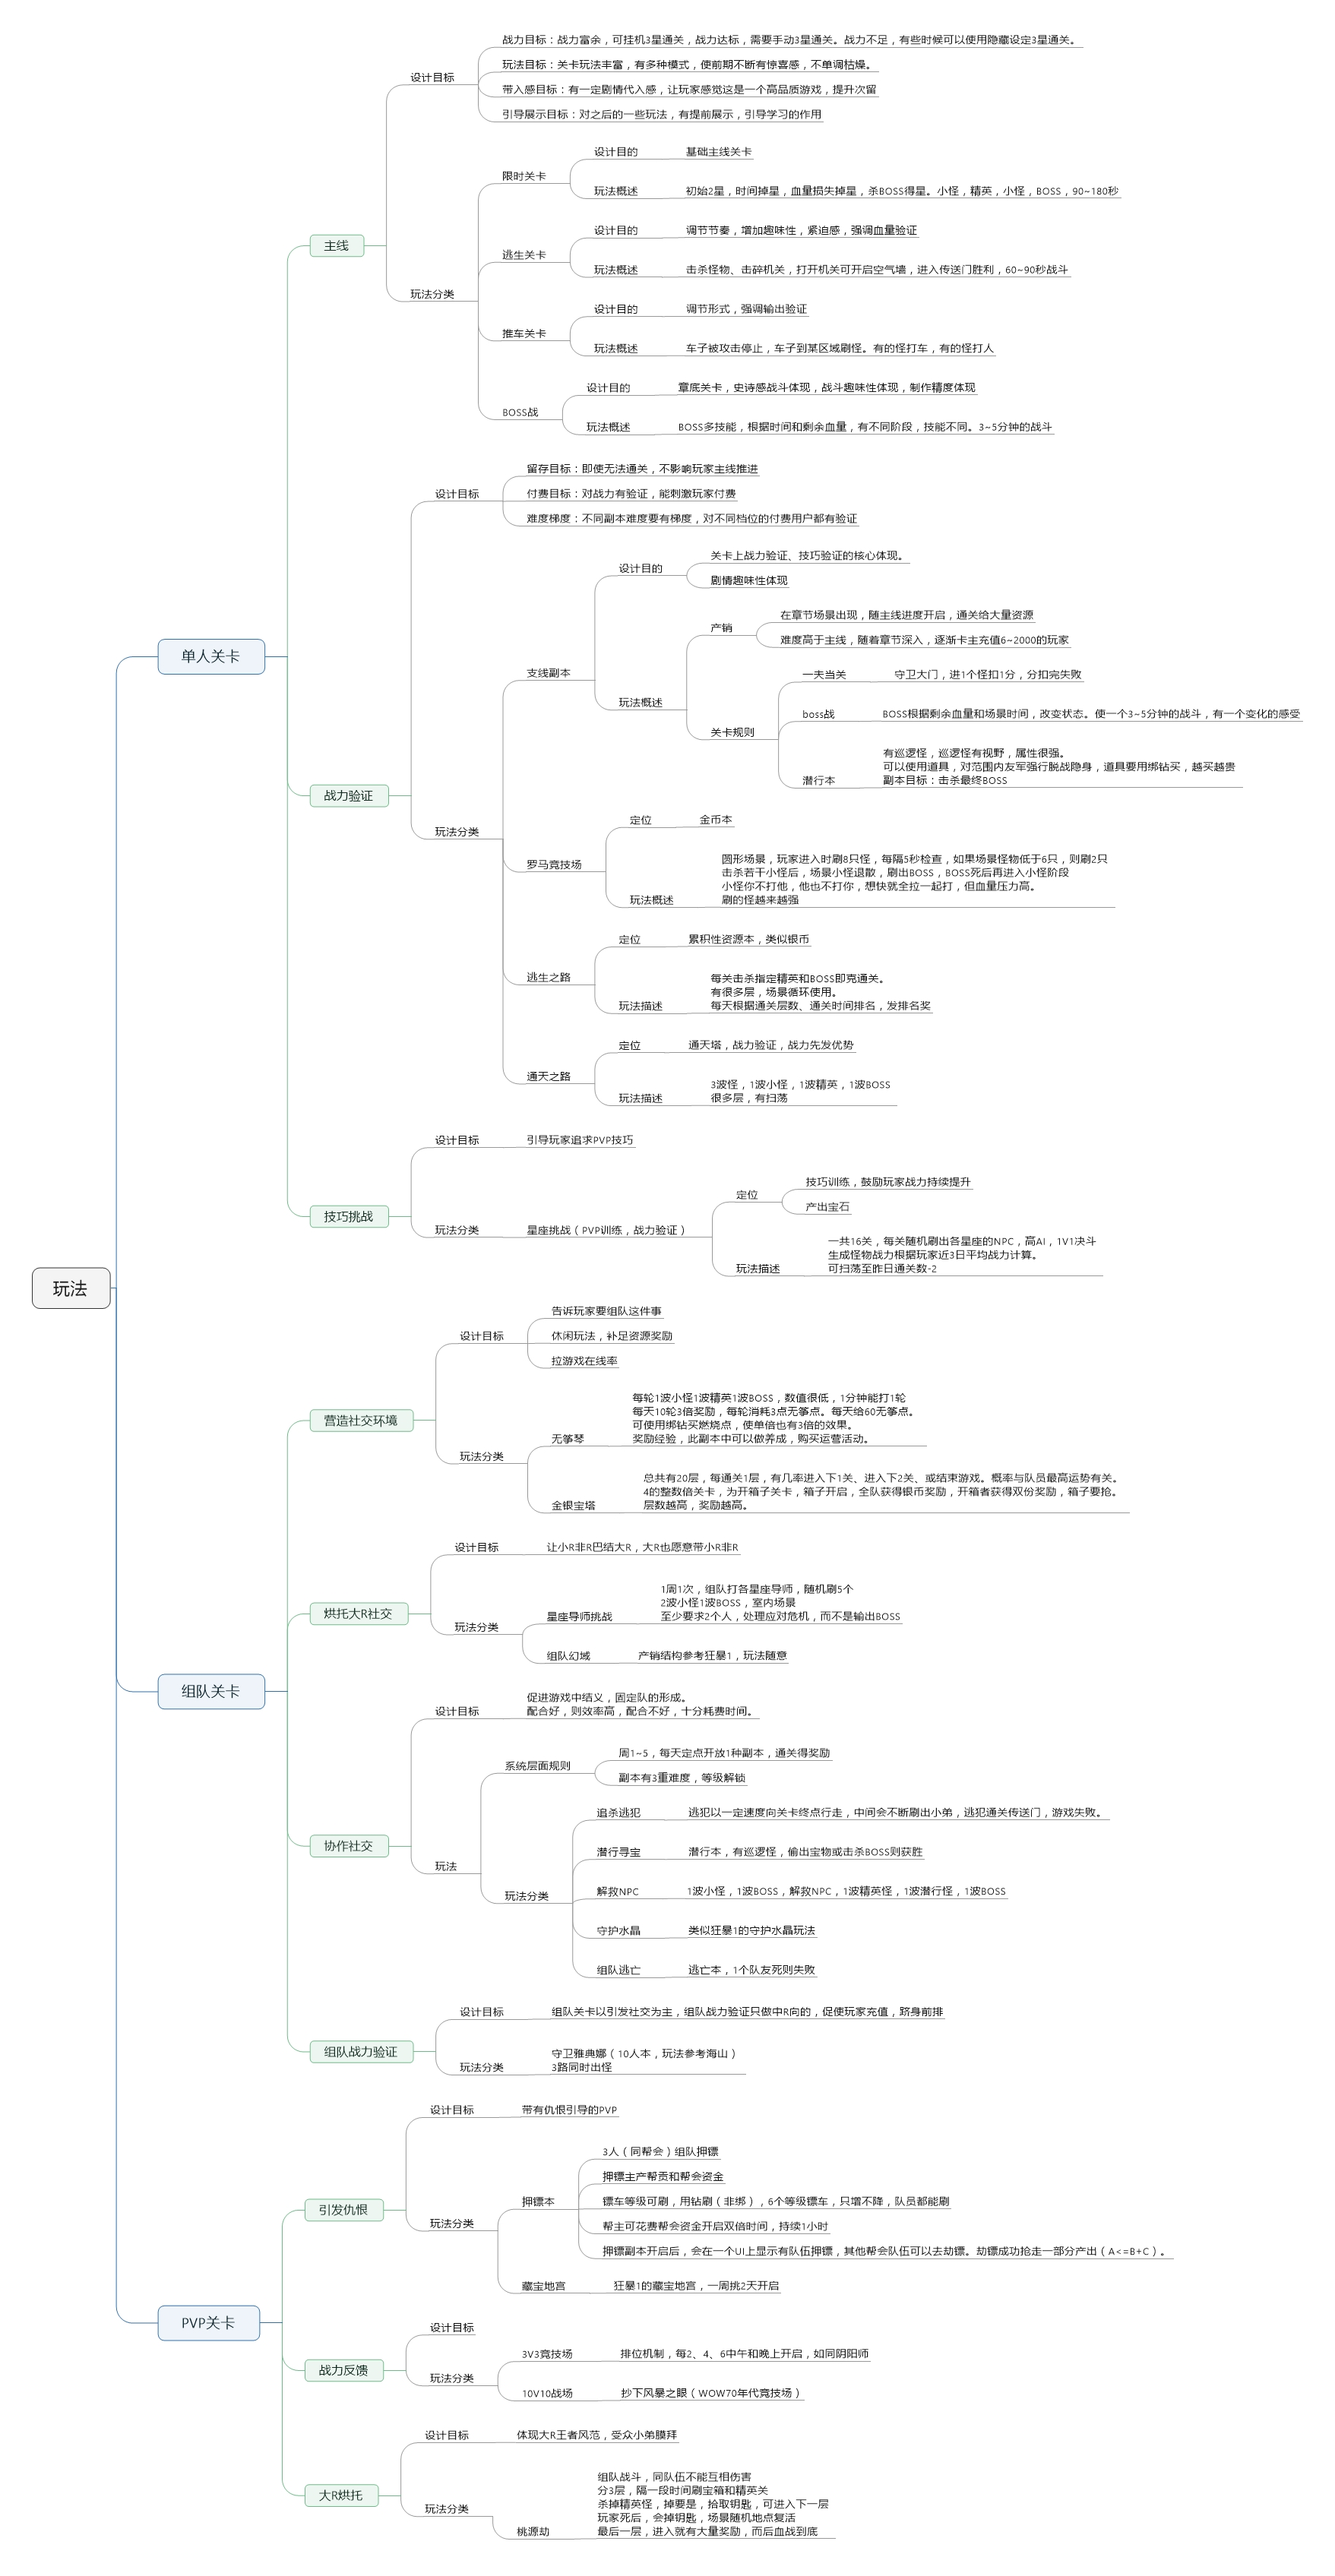 玩法
单人关卡
主线
设计目标
战力目标：战力富余，可挂机3星通关，战力达标，需要手动3星通关。战力不足，有些时候可以使用隐藏设定3星通关。
玩法目标：关卡玩法丰富，有多种模式，使前期不断有惊喜感，不单调枯燥。
带入感目标：有一定剧情代入感，让玩家感觉这是一个高品质游戏，提升次留
引导展示目标：对之后的一些玩法，有提前展示，引导学习的作用
玩法分类
限时关卡
设计目的
基础主线关卡
玩法概述
初始2星，时间掉星，血量损失掉星，杀BOSS得星。小怪，精英，小怪，BOSS，90~180秒
逃生关卡
设计目的
调节节奏，增加趣味性，紧迫感，强调血量验证
玩法概述
击杀怪物、击碎机关，打开机关可开启空气墙，进入传送门胜利，60~90秒战斗
推车关卡
设计目的
调节形式，强调输出验证
玩法概述
车子被攻击停止，车子到某区域刷怪。有的怪打车，有的怪打人
BOSS战
设计目的
章底关卡，史诗感战斗体现，战斗趣味性体现，制作精度体现
玩法概述
BOSS多技能，根据时间和剩余血量，有不同阶段，技能不同。3~5分钟的战斗
战力验证
设计目标
留存目标：即使无法通关，不影响玩家主线推进
付费目标：对战力有验证，能刺激玩家付费
难度梯度：不同副本难度要有梯度，对不同档位的付费用户都有验证
玩法分类
支线副本
设计目的
关卡上战力验证、技巧验证的核心体现。
剧情趣味性体现
玩法概述
产销
在章节场景出现，随主线进度开启，通关给大量资源
难度高于主线，随着章节深入，逐渐卡主充值6~2000的玩家
关卡规则
一夫当关
守卫大门，进1个怪扣1分，分扣完失败
boss战
BOSS根据剩余血量和场景时间，改变状态。使一个3~5分钟的战斗，有一个变化的感受
潜行本
有巡逻怪，巡逻怪有视野，属性很强。
可以使用道具，对范围内友军强行脱战隐身，道具要用绑钻买，越买越贵
副本目标：击杀最终BOSS
罗马竞技场
定位
金币本
玩法概述
圆形场景，玩家进入时刷8只怪，每隔5秒检查，如果场景怪物低于6只，则刷2只
击杀若干小怪后，场景小怪退散，刷出BOSS，BOSS死后再进入小怪阶段
小怪你不打他，他也不打你，想快就全拉一起打，但血量压力高。
刷的怪越来越强
逃生之路
定位
累积性资源本，类似银币
玩法描述
每关击杀指定精英和BOSS即克通关。
有很多层，场景循环使用。
每天根据通关层数、通关时间排名，发排名奖
通天之路
定位
通天塔，战力验证，战力先发优势
玩法描述
3波怪，1波小怪，1波精英，1波BOSS
很多层，有扫荡
技巧挑战
设计目标
引导玩家追求PVP技巧
玩法分类
星座挑战（PVP训练，战力验证）
定位
技巧训练，鼓励玩家战力持续提升
产出宝石
玩法描述
一共16关，每关随机刷出各星座的NPC，高AI，1V1决斗
生成怪物战力根据玩家近3日平均战力计算。
可扫荡至昨日通关数-2
组队关卡
营造社交环境
设计目标
告诉玩家要组队这件事
休闲玩法，补足资源奖励
拉游戏在线率
玩法分类
无筝琴
每轮1波小怪1波精英1波BOSS，数值很低，1分钟能打1轮
每天10轮3倍奖励，每轮消耗3点无筝点。每天给60无筝点。
可使用绑钻买燃烧点，使单倍也有3倍的效果。
奖励经验，此副本中可以做养成，购买运营活动。
金银宝塔
总共有20层，每通关1层，有几率进入下1关、进入下2关、或结束游戏。概率与队员最高运势有关。
4的整数倍关卡，为开箱子关卡，箱子开启，全队获得银币奖励，开箱者获得双份奖励，箱子要抢。
层数越高，奖励越高。
烘托大R社交
设计目标
让小R非R巴结大R，大R也愿意带小R非R
玩法分类
星座导师挑战
1周1次，组队打各星座导师，随机刷5个
2波小怪1波BOSS，室内场景
至少要求2个人，处理应对危机，而不是输出BOSS
组队幻域
产销结构参考狂暴1，玩法随意
协作社交
设计目标
促进游戏中结义，固定队的形成。
配合好，则效率高，配合不好，十分耗费时间。
玩法
系统层面规则
周1~5，每天定点开放1种副本，通关得奖励
副本有3重难度，等级解锁
玩法分类
追杀逃犯
逃犯以一定速度向关卡终点行走，中间会不断刷出小弟，逃犯通关传送门，游戏失败。
潜行寻宝
潜行本，有巡逻怪，偷出宝物或击杀BOSS则获胜
解救NPC
1波小怪，1波BOSS，解救NPC，1波精英怪，1波潜行怪，1波BOSS
守护水晶
类似狂暴1的守护水晶玩法
组队逃亡
逃亡本，1个队友死则失败
组队战力验证
设计目标
组队关卡以引发社交为主，组队战力验证只做中R向的，促使玩家充值，跻身前排
玩法分类
守卫雅典娜（10人本，玩法参考海山）
3路同时出怪
PVP关卡
引发仇恨
设计目标
带有仇恨引导的PVP
玩法分类
押镖本
3人（同帮会）组队押镖
押镖主产帮贡和帮会资金
镖车等级可刷，用钻刷（非绑），6个等级镖车，只增不降，队员都能刷
帮主可花费帮会资金开启双倍时间，持续1小时
押镖副本开启后，会在一个UI上显示有队伍押镖，其他帮会队伍可以去劫镖。劫镖成功抢走一部分产出（A<=B+C）。
藏宝地宫
狂暴1的藏宝地宫，一周挑2天开启
战力反馈
设计目标
玩法分类
3V3竞技场
排位机制，每2、4、6中午和晚上开启，如同阴阳师
10V10战场
抄下风暴之眼（WOW70年代竞技场）
大R烘托
设计目标
体现大R王者风范，受众小弟膜拜
玩法分类
桃源劫
组队战斗，同队伍不能互相伤害
分3层，隔一段时间刷宝箱和精英关
杀掉精英怪，掉要是，拾取钥匙，可进入下一层
玩家死后，会掉钥匙，场景随机地点复活
最后一层，进入就有大量奖励，而后血战到底